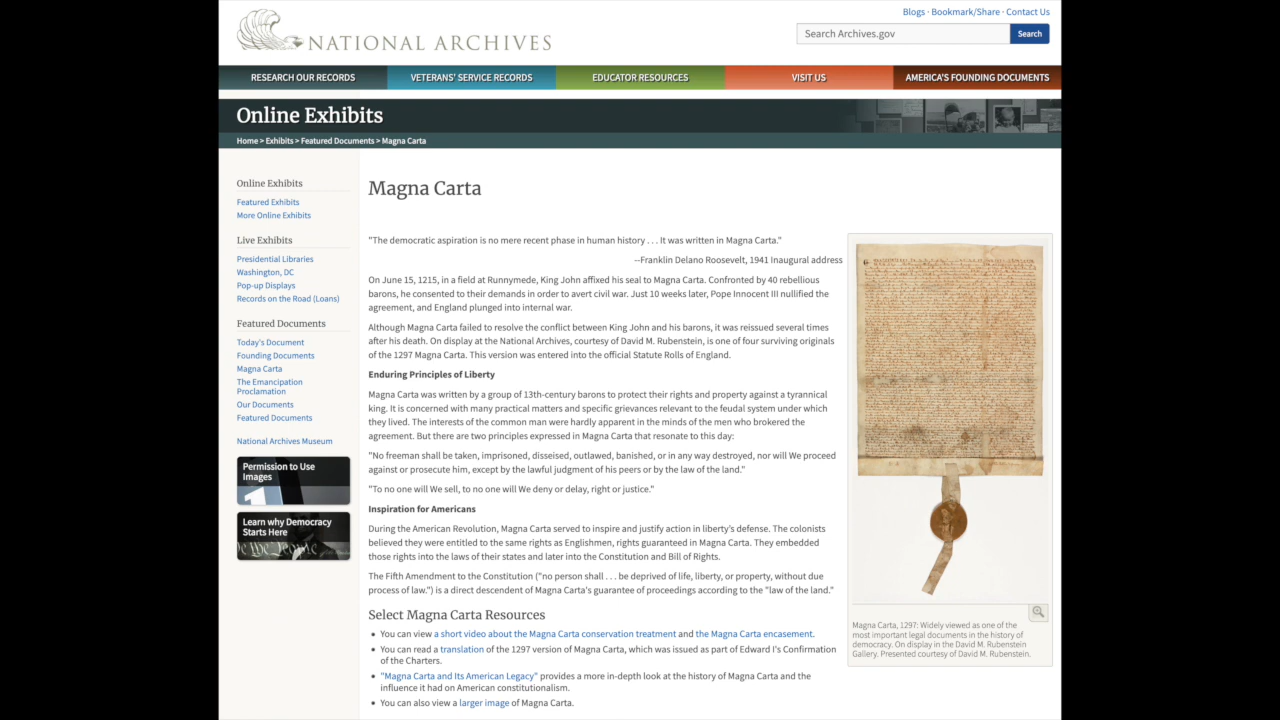 Blogs · Bookmark/Share · Contact Us
NATIONAL ARCHIVES
Search Archives.gov
Search
RESEARCH OUR RECORDS
VETERANS' SERVICE RECORDS
EDUCATOR RESOURCES
VISIT US
AMERICA'S FOUNDING DOCUMENTS
Online Exhibits
Home > Exhibits > Featured Documents > Magna Carta
Online Exhibits
Featured Exhibits
More Online Exhibits
Live Exhibits
Presidential Libraries
Washington, DC
Pop-up Displays
Records on the Road (Loans)
Featured Documents
Today's Document
Founding Documents
Magna Carta
The Emancipation
Proclamation
Our Documents
Featured Documents
National Archives Museum
Permission to Use
Images
Learn why Democracy
Starts Here
We the People
Magna Carta
"The democratic aspiration is no mere recent phase in human history . . . It was written in Magna Carta."
--Franklin Delano Roosevelt, 1941 Inaugural address
On June 15, 1215, in a field at Runnymede, King John affixed his seal to Magna Carta. Confronted by 40 rebellious
barons, he consented to their demands in order to avert civil war. Just 10 weeks later, Pope Innocent III nullified the
agreement, and England plunged into internal war.
Although Magna Carta failed to resolve the conflict between King John and his barons, it was reissued several times
after his death. On display at the National Archives, courtesy of David M. Rubenstein, is one of four surviving originals
of the 1297 Magna Carta. This version was entered into the official Statute Rolls of England.
Enduring Principles of Liberty
Magna Carta was written by a group of 13th-century barons to protect their rights and property against a tyrannical
king. It is concerned with many practical matters and specific grievances relevant to the feudal system under which
they lived. The interests of the common man were hardly apparent in the minds of the men who brokered the
agreement. But there are two principles expressed in Magna Carta that resonate to this day:
"No freeman shall be taken, imprisoned, disseised, outlawed, banished, or in any way destroyed, nor will We proceed
against or prosecute him, except by the lawful judgment of his peers or by the law of the land."
"To no one will We sell, to no one will We deny or delay, right or justice."
Inspiration for Americans
During the American Revolution, Magna Carta served to inspire and justify action in liberty's defense. The colonists
believed they were entitled to the same rights as Englishmen, rights guaranteed in Magna Carta. They embedded
those rights into the laws of their states and later into the Constitution and Bill of Rights.
The Fifth Amendment to the Constitution ("no person shall . . . be deprived of life, liberty, or property, without due
process of law.") is a direct descendent of Magna Carta's guarantee of proceedings according to the "law of the land."
Select Magna Carta Resources
• You can view a short video about the Magna Carta conservation treatment and the Magna Carta encasement.
• You can read a translation of the 1297 version of Magna Carta, which was issued as part of Edward I's Confirmation
of the Charters.
• "Magna Carta and Its American Legacy" provides a more in-depth look at the history of Magna Carta and the
influence it had on American constitutionalism.
• You can also view a larger image of Magna Carta.
Magna Carta, 1297: Widely viewed as one of the
most important legal documents in the history of
democracy. On display in the David M. Rubenstein
Gallery. Presented courtesy of David M. Rubenstein.